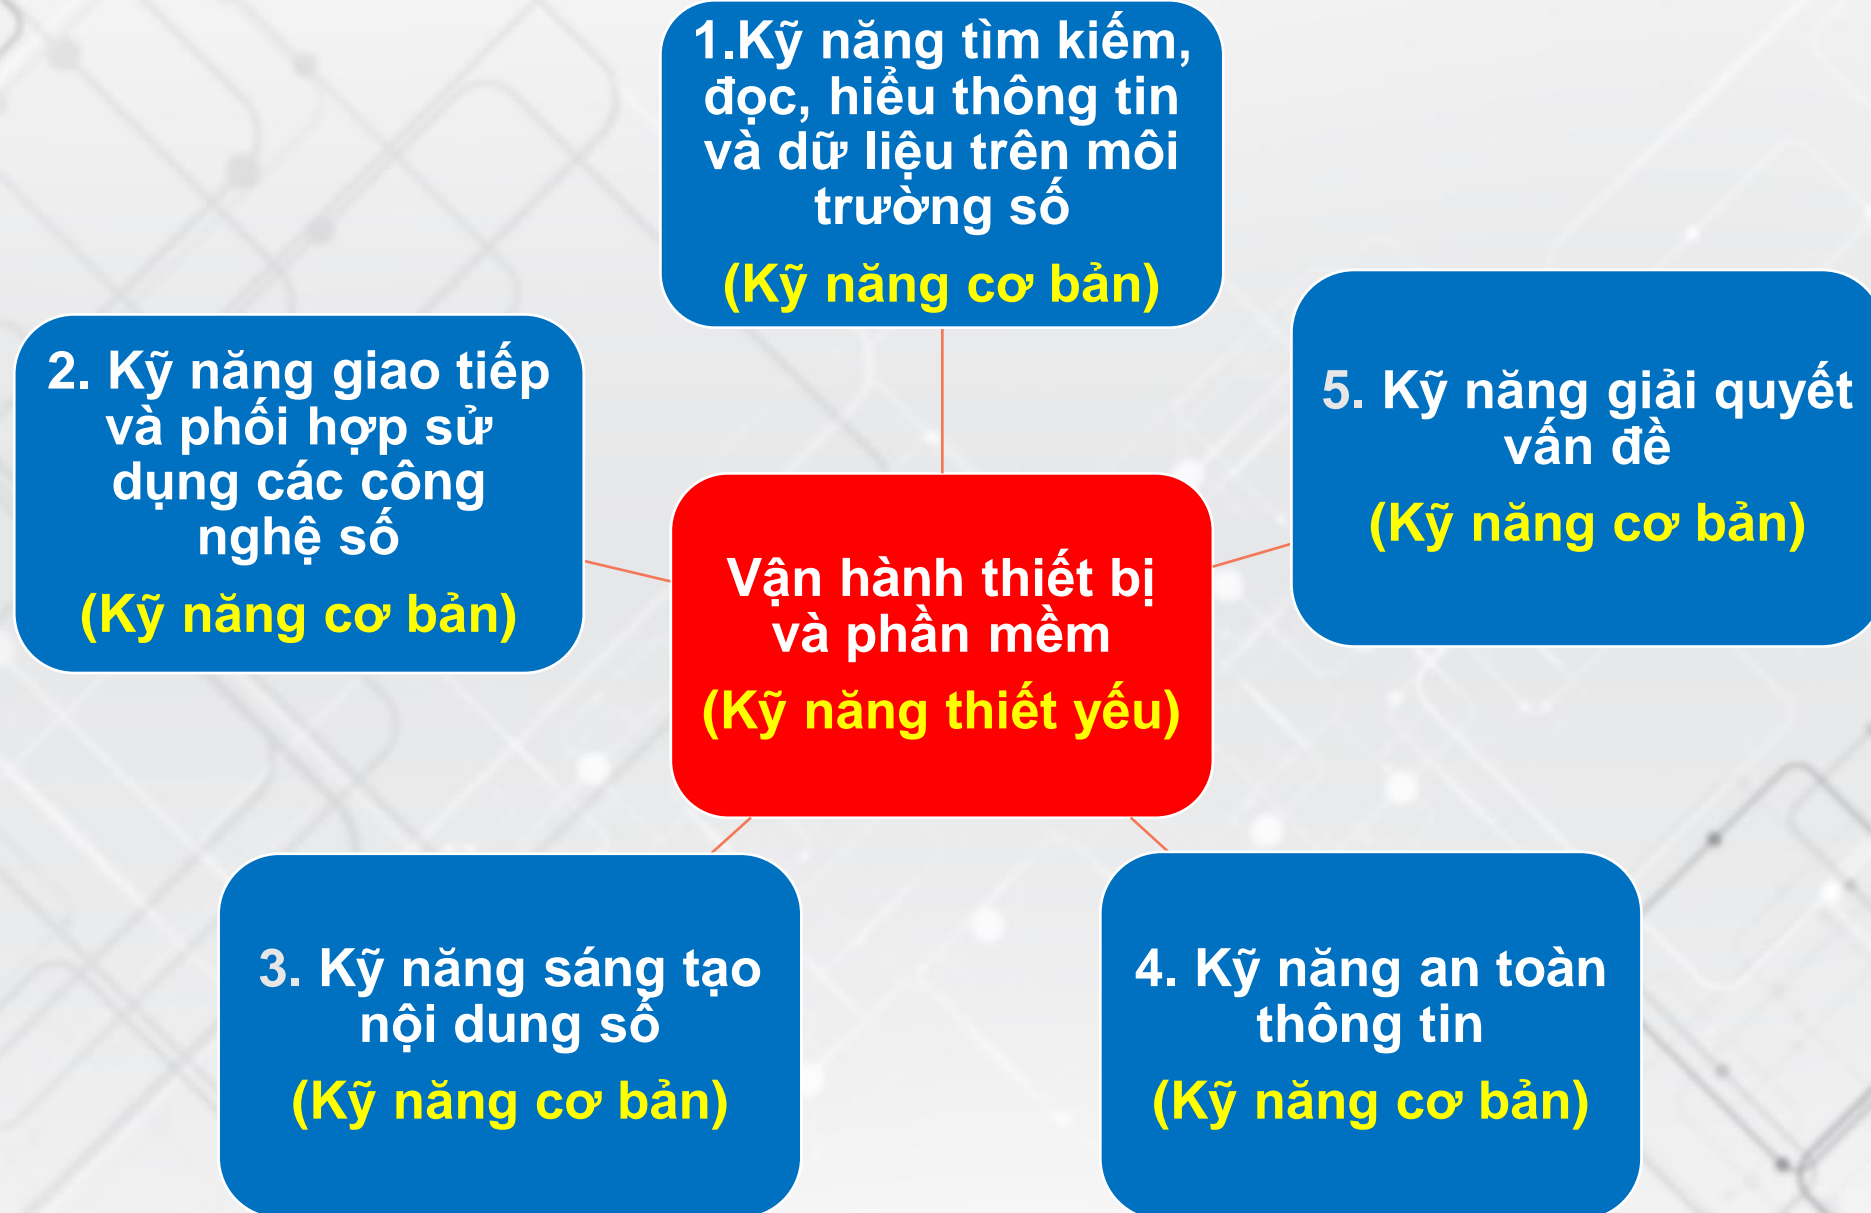 1.Kỹ năng tìm kiếm,
đọc, hiểu thông tin
và dữ liệu trên môi
trường số
(Kỹ năng cơ bản)
2. Kỹ năng giao tiếp
và phối hợp sử
dụng các công
nghệ số
(Kỹ năng cơ bản)
5. Kỹ năng giải quyết
vấn đề
(Kỹ năng cơ bản)
Vận hành thiết bị
và phần mềm
(Kỹ năng thiết yếu)
3. Kỹ năng sáng tạo
nội dung số
(Kỹ năng cơ bản)
4. Kỹ năng an toàn
thông tin
(Kỹ năng cơ bản)